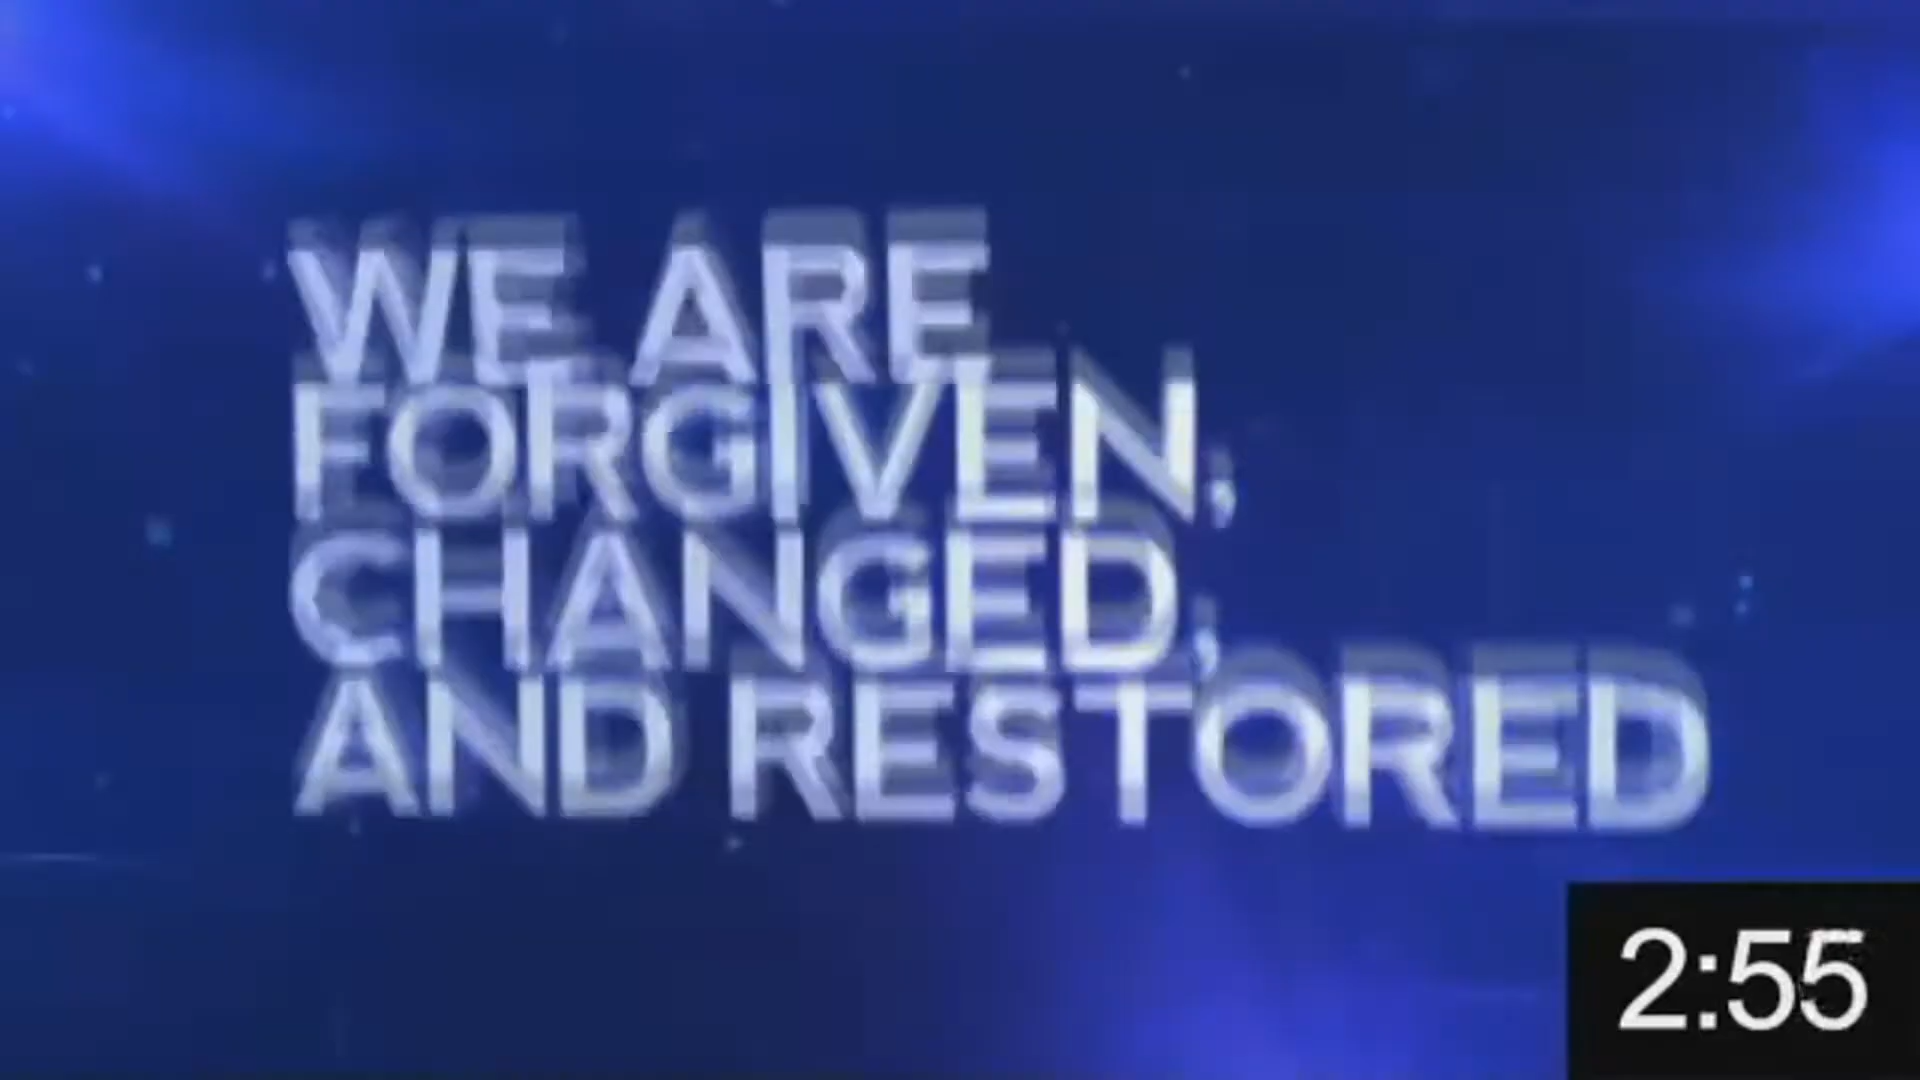 WE ARE
FORGIVEN,
CHANGED,
AND RESTORED
2:55